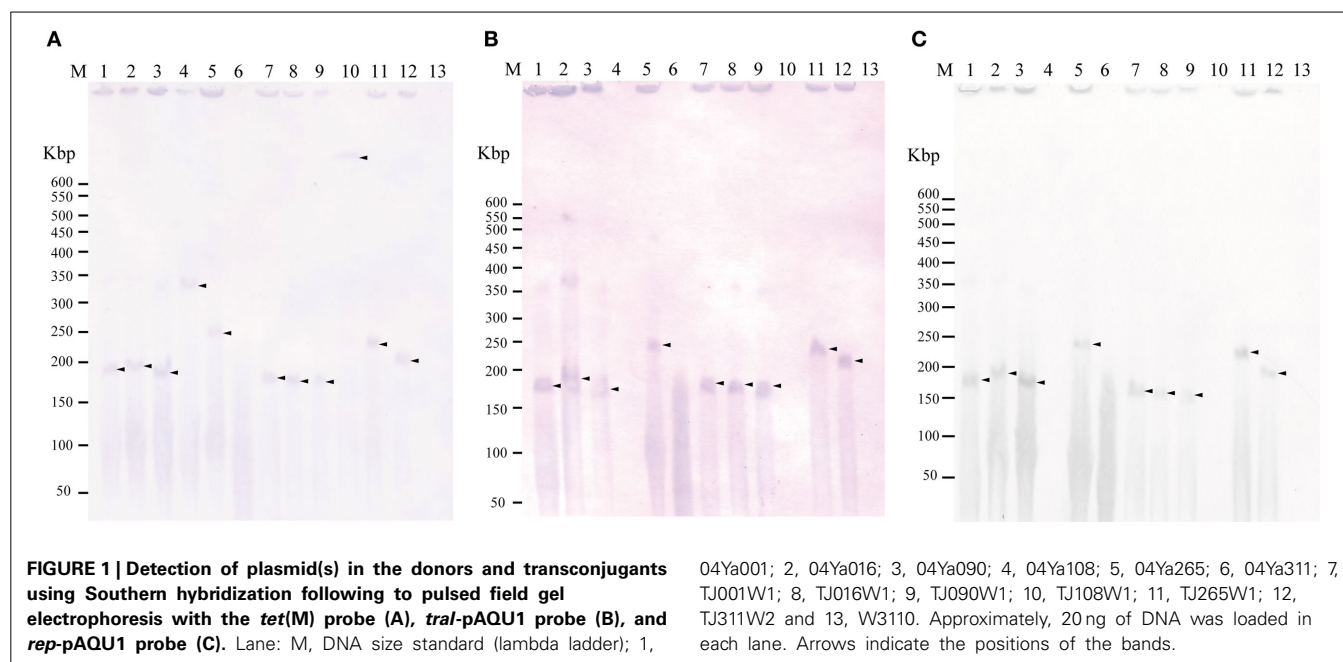 A
M 1 2 3 4 5 6 7 8 9 10 11 12 13
Kbp
600
550
500
450
400
350
300
250
200
150
100
50
B
M 1 2 3 4 5 6 7 8 9 10 11 12 13
Kbp
600
550
500
450
400
350
300
250
200
150
100
50
C
M 1 2 3 4 5 6 7 8 9 10 11 12 13
Kbp
600
550
500
450
400
350
300
250
200
150
100
50
FIGURE 1 | Detection of plasmid(s) in the donors and transconjugants
using Southern hybridization following to pulsed field gel
electrophoresis with the tet(M) probe (A), traI-pAQU1 probe (B), and
rep-pAQU1 probe (C). Lane: M, DNA size standard (lambda ladder); 1,
04Ya001; 2, 04Ya016; 3, 04Ya090; 4, 04Ya108; 5, 04Ya265; 6, 04Ya311; 7,
TJ001W1; 8, TJ016W1; 9, TJ090W1; 10, TJ108W1; 11, TJ265W1; 12,
TJ311W2 and 13, W3110. Approximately, 20 ng of DNA was loaded in
each lane. Arrows indicate the positions of the bands.